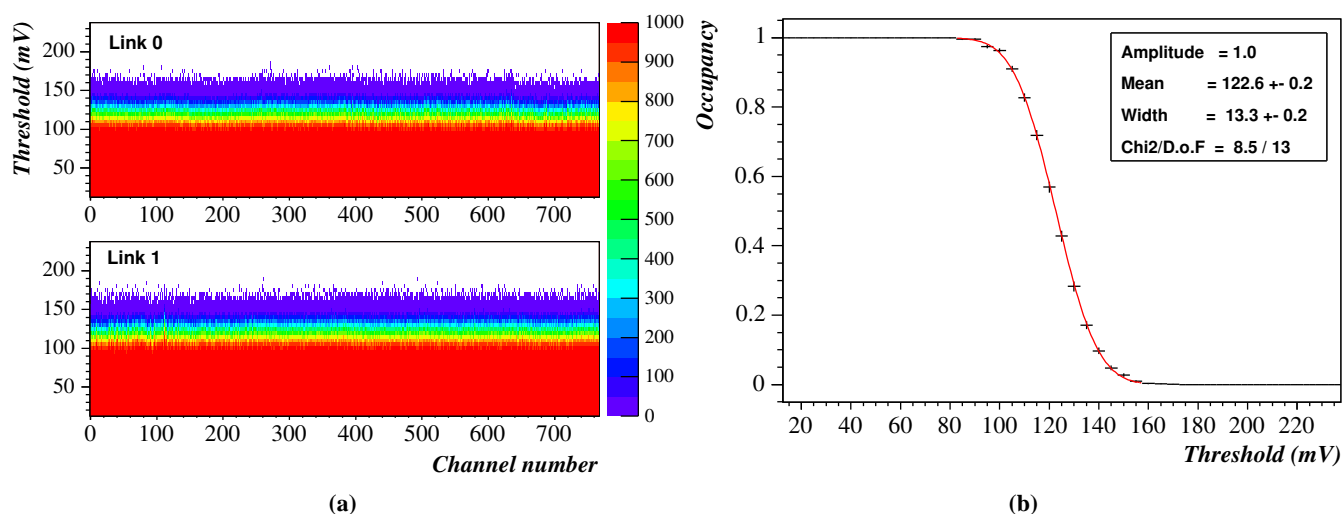 Threshold (mV)
Link 0
200
150
100
50
0 100 200 300 400 500 600 700
Link 1
200
150
100
50
0 100 200 300 400 500 600 700
Channel number
1000
900
800
700
600
500
400
300
200
100
0
(a)
Occupancy
1
0.8
0.6
0.4
0.2
0
Amplitude = 1.0
Mean = 122.6 +- 0.2
Width = 13.3 +- 0.2
Chi2/D.o.F = 8.5 / 13
20 40 60 80 100 120 140 160 180 200 220
Threshold (mV)
(b)